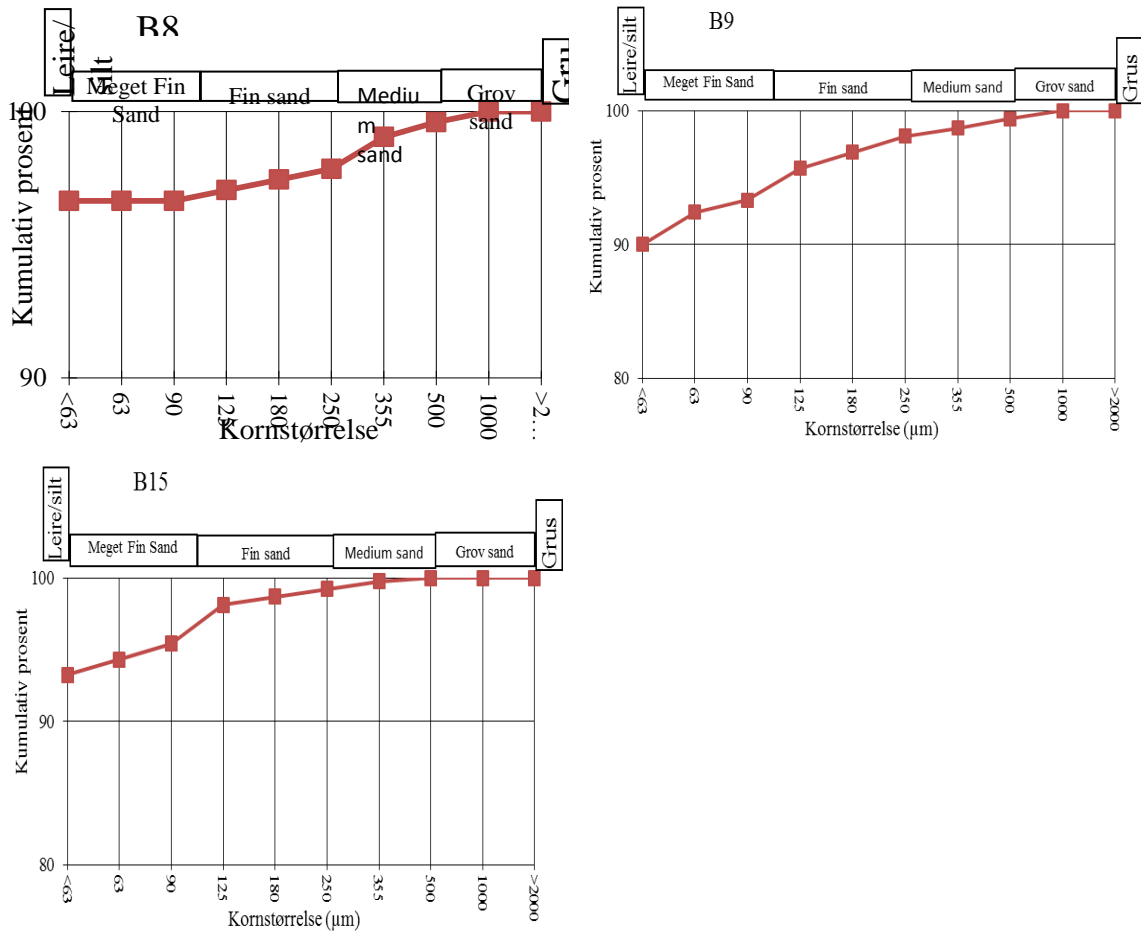 B8
Leire/
silt
Meget Fin
Sand
Fin sand
Mediu
m
sand
Grov
sand
Grus
Kumulativ prosent
100
90
<63
63
90
125
180
250
355
500
1000
>2…
Kornstørrelse
B9
Leire/silt
Meget Fin Sand
Fin sand
Medium sand
Grov sand
Grus
Kumulativ prosent
100
90
80
<63
63
90
125
180
250
355
500
1000
>2000
Kornstørrelse (µm)
B15
Leire/silt
Meget Fin Sand
Fin sand
Medium sand
Grov sand
Grus
Kumulativ prosent
100
90
80
<63
63
90
125
180
250
355
500
1000
>2000
Kornstørrelse (µm)